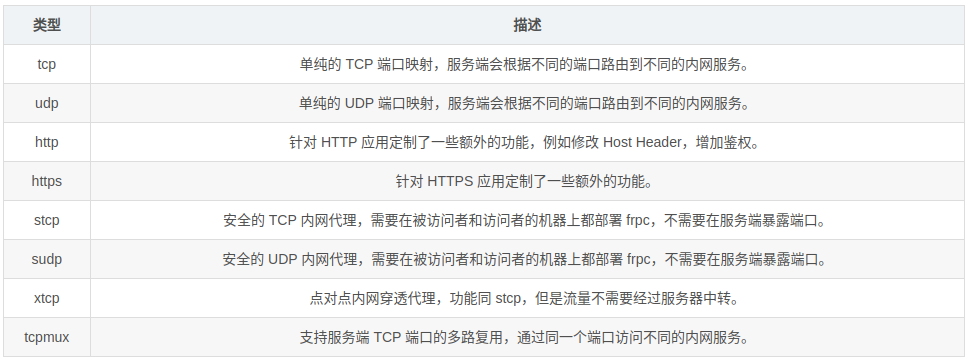 类型 描述
tcp 单纯的 TCP 端口映射，服务端会根据不同的端口路由到不同的内网服务。
udp 单纯的 UDP 端口映射，服务端会根据不同的端口路由到不同的内网服务。
http 针对 HTTP 应用定制了一些额外的功能，例如修改 Host Header，增加鉴权。
https 针对 HTTPS 应用定制了一些额外的功能。
stcp 安全的 TCP 内网代理，需要在被访问者和访问者的机器上都部署 frpc，不需要在服务端暴露端口。
sudp 安全的 UDP 内网代理，需要在被访问者和访问者的机器上都部署 frpc，不需要在服务端暴露端口。
xtcp 点对点内网穿透代理，功能同 stcp，但是流量不需要经过服务器中转。
tcpmux 支持服务端 TCP 端口的多路复用，通过同一个端口访问不同的内网服务。